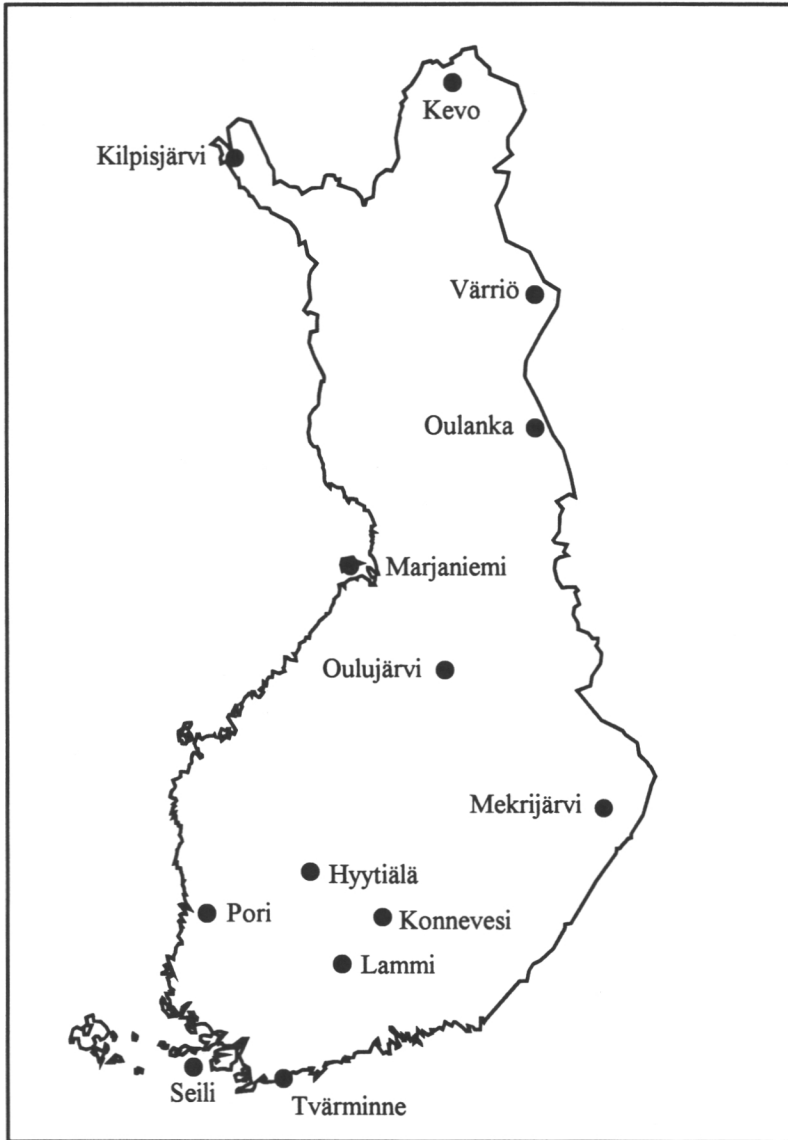 Kevo
Kilpisjärvi
Värriö
Oulanka
Marjaniemi
Oulujärvi
Mekrijärvi
Hyytiälä
Pori
Konnevesi
Lammi
Seili
Tvärminne